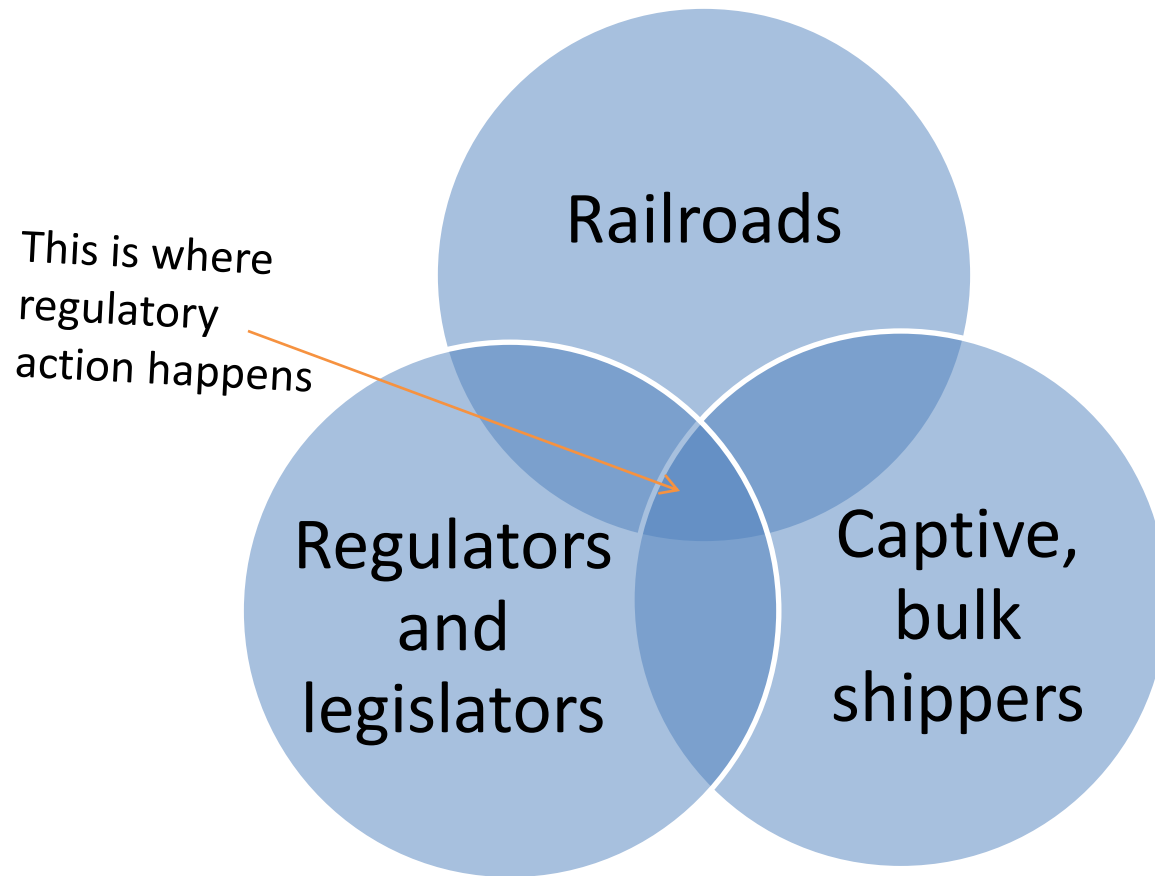 Railroads
This is where
regulatory
action happens
Regulators
and
legislators
Captive,
bulk
shippers